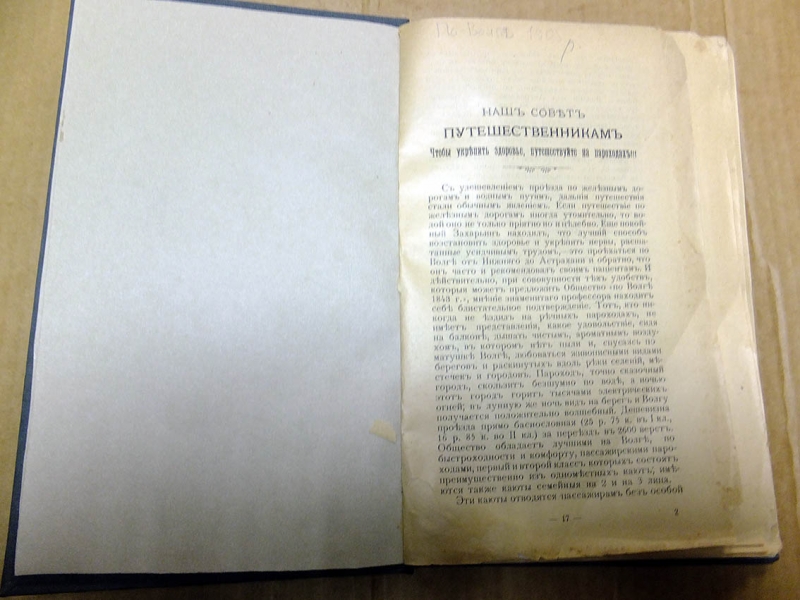 По Волгѣ
НАШЪ СОВѢТЪ
ПУТЕШЕСТВЕННИКАМЪ
Чтобы укрѣпить здоровье, путешествуйте на пароходахъ!!!
Съ удешевленіемъ проѣзда по желѣзнымъ до-
рогамъ и воднымъ путямъ, дальнія путешествія
стали обычнымъ явленіемъ. Если путешествіе по
желѣзнымъ дорогамъ иногда утомительно, то во-
дой оно не только пріятно но и цѣлебно. Еще покой-
ный Захарьинъ находилъ, что лучшій способъ
возстановить здоровье и укрѣпить нервы, расша-
танные усидчивымъ трудомъ, — это проѣхаться по
Волгѣ отъ Нижняго до Астрахани и обратно, что
онъ часто и рекомендовалъ своимъ паціентамъ. И
дѣйствительно, при совокупности тѣхъ удобствъ,
которыя можетъ предложить Общество «по Волгѣ
1843 г.», мнѣніе знаменитаго профессора находитъ
себѣ блистательное подтвержденіе. Тотъ, кто ни-
когда не ѣздилъ на рѣчныхъ пароходахъ, не
имѣетъ представленія, какое удовольствіе, сидя
на балконѣ, дышать чистымъ, ароматнымъ возду-
хомъ, въ которомъ нѣтъ пыли и, спускаясь по
матушкѣ Волгѣ, любоваться живописными видами
береговъ и раскинутыхъ вдоль рѣки селеній, мѣ-
стечекъ и городовъ. Пароходъ, точно сказочный
городъ, скользитъ безшумно по водѣ, а ночью
этотъ городъ горитъ тысячами электрическихъ
огней; въ лунную же ночь видъ на берегъ и Волгу
получается положительно волшебный. Дешевизна
проѣзда прямо баснословная (25 р. 75 к. въ I кл.,
16 р. 85 к. во II кл.) за переѣздъ въ 2600 верстъ.
Общество обладаетъ лучшими на Волгѣ, по
быстроходности и комфорту, пассажирскими паро-
ходами, первый и второй классъ которыхъ состоятъ
преимущественно изъ одномѣстныхъ каютъ; имѣ-
ются также каюты семейныя на 2 и на 3 лица.
Эти каюты отводятся пассажирамъ безъ особой
— 17 —
2